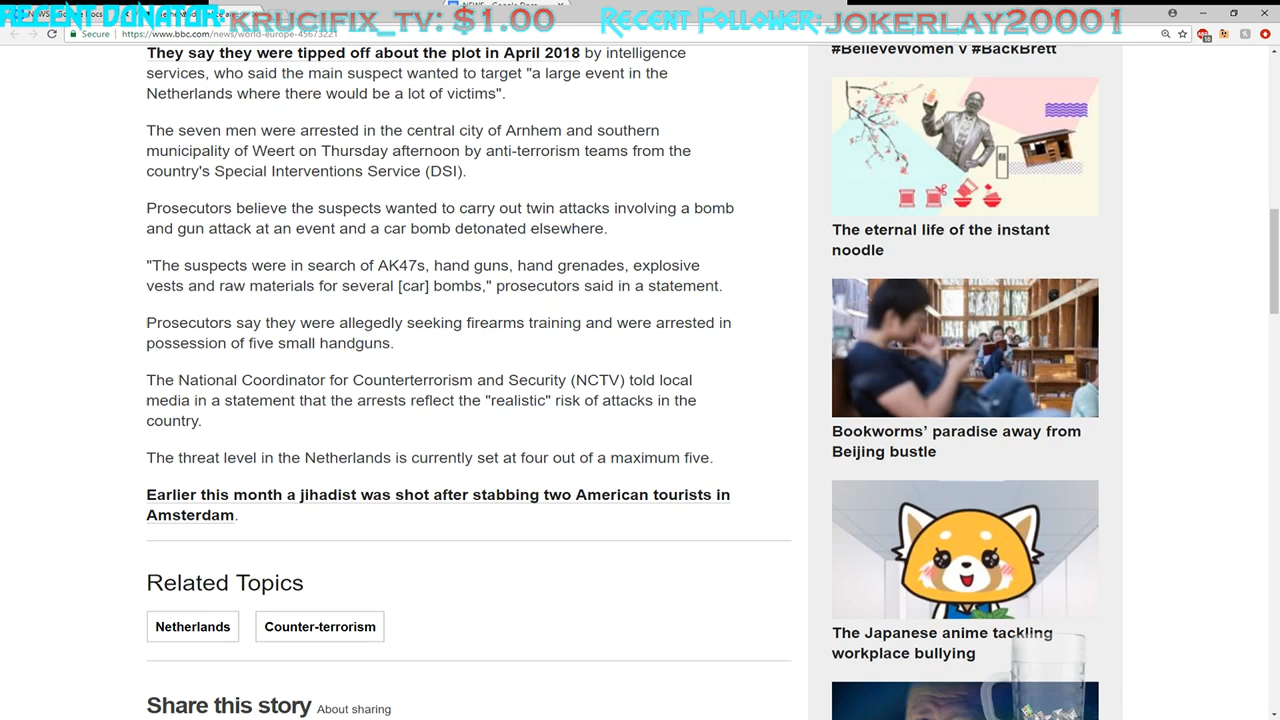 RECENT DONATOR: KRUCIFIX_TV: $1.00 RECENT FOLLOWER: JOKERLAY20001
Secure https://www.bbc.com/news/world-europe-45673221
They say they were tipped off about the plot in April 2018 by intelligence
services, who said the main suspect wanted to target "a large event in the
Netherlands where there would be a lot of victims".
The seven men were arrested in the central city of Arnhem and southern
municipality of Weert on Thursday afternoon by anti-terrorism teams from the
country's Special Interventions Service (DSI).
Prosecutors believe the suspects wanted to carry out twin attacks involving a bomb
and gun attack at an event and a car bomb detonated elsewhere.
"The suspects were in search of AK47s, hand guns, hand grenades, explosive
vests and raw materials for several [car] bombs," prosecutors said in a statement.
Prosecutors say they were allegedly seeking firearms training and were arrested in
possession of five small handguns.
The National Coordinator for Counterterrorism and Security (NCTV) told local
media in a statement that the arrests reflect the "realistic" risk of attacks in the
country.
The threat level in the Netherlands is currently set at four out of a maximum five.
Earlier this month a jihadist was shot after stabbing two American tourists in
Amsterdam.
Related Topics
Netherlands Counter-terrorism
Share this story About sharing
#BelieveWomen v #BackBrett
The eternal life of the instant
noodle
Bookworms' paradise away from
Beijing bustle
The Japanese anime tackling
workplace bullying